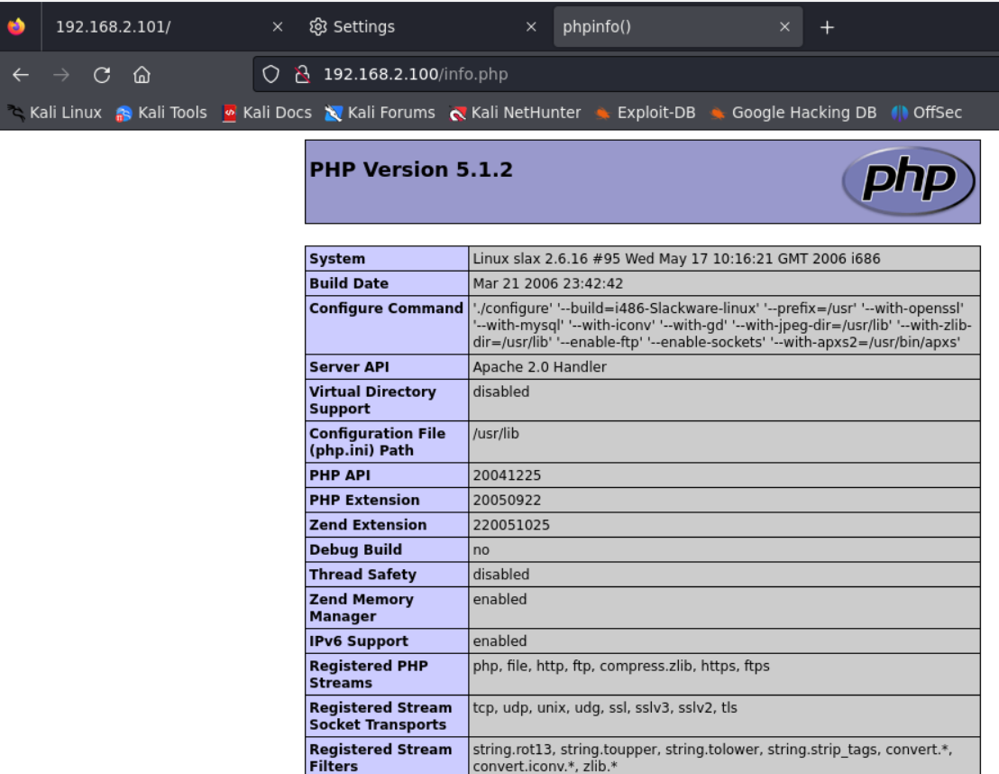 192.168.2.101/
Settings
phpinfo()
192.168.2.100/info.php
Kali Linux Kali Tools Kali Docs Kali Forums Kali NetHunter Exploit-DB Google Hacking DB OffSec
PHP Version 5.1.2
php
System Linux slax 2.6.16 #95 Wed May 17 10:16:21 GMT 2006 i686
Build Date Mar 21 2006 23:42:42
Configure Command './configure' '--build=i486-Slackware-linux' '--prefix=/usr' '--with-openssl'
'--with-mysql' '--with-iconv' '--with-gd' '--with-jpeg-dir=/usr/lib' '--with-zlib-
dir=/usr/lib' '--enable-ftp' '--enable-sockets' '--with-apxs2=/usr/bin/apxs'
Server API Apache 2.0 Handler
Virtual Directory
Support
disabled
Configuration File
(php.ini) Path
/usr/lib
PHP API 20041225
PHP Extension 20050922
Zend Extension 220051025
Debug Build no
Thread Safety disabled
Zend Memory
Manager
enabled
IPv6 Support enabled
Registered PHP
Streams
php, file, http, ftp, compress.zlib, https, ftps
Registered Stream
Socket Transports
tcp, udp, unix, udg, ssl, sslv3, sslv2, tls
Registered Stream
Filters
string.rot13, string.toupper, string.tolower, string.strip_tags, convert.*,
convert.iconv.*, zlib.*